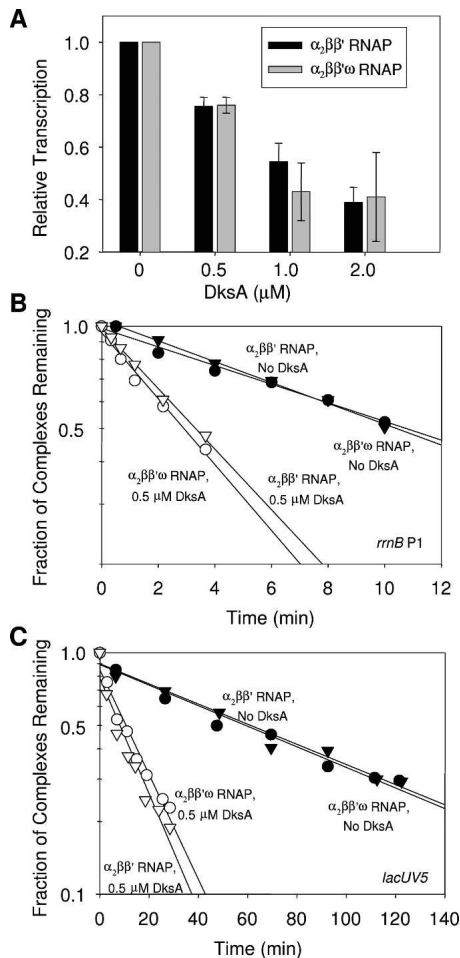 A
α₂ββ' RNAP
α₂ββ'ω RNAP
Relative Transcription
1.0
0.8
0.6
0.4
0.2
0
0.5
1.0
2.0
DksA (μM)
B
Fraction of Complexes Remaining
1.0
0.5
α₂ββ' RNAP,
No DksA
α₂ββ'ω RNAP,
No DksA
α₂ββ'ω RNAP,
0.5 μM DksA
α₂ββ' RNAP,
0.5 μM DksA
rrnB P1
0
2
4
6
8
10
12
Time (min)
C
Fraction of Complexes Remaining
1.0
0.5
0.1
α₂ββ' RNAP,
No DksA
α₂ββ'ω RNAP,
0.5 μM DksA
α₂ββ'ω RNAP,
No DksA
α₂ββ' RNAP,
0.5 μM DksA
lacUV5
0
20
40
60
80
100
120
140
Time (min)